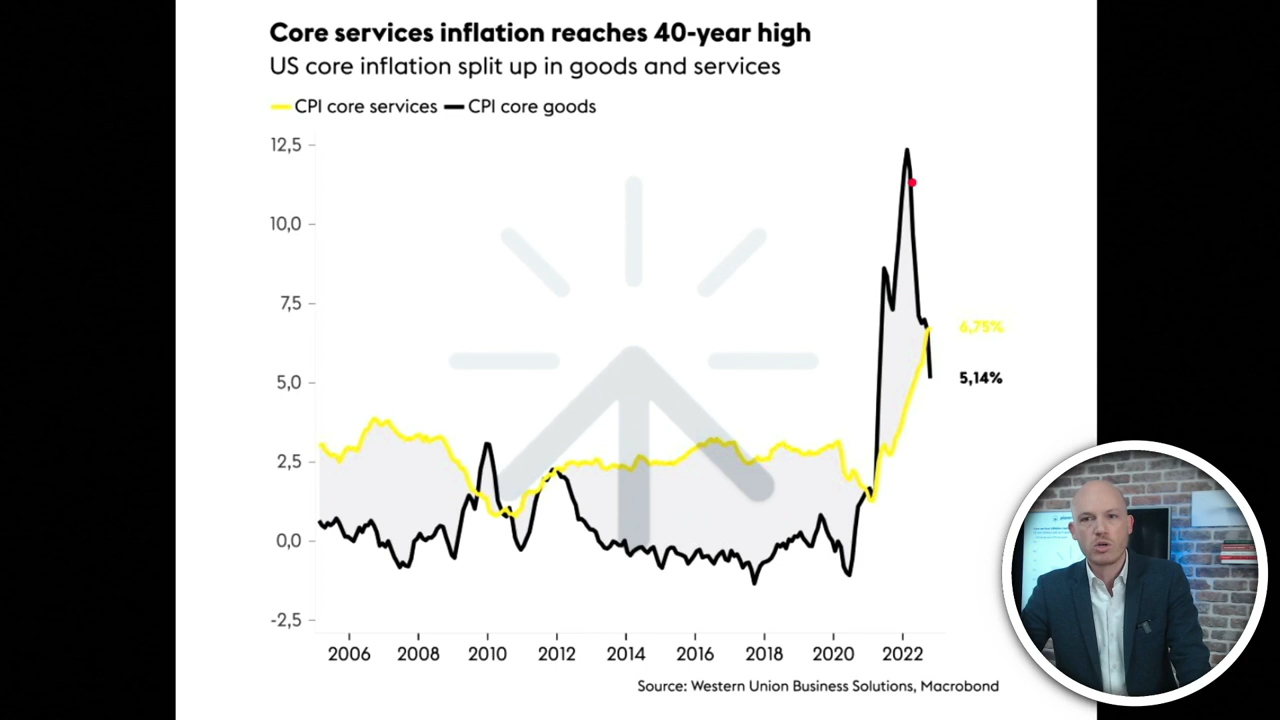 Core services inflation reaches 40-year high
US core inflation split up in goods and services
CPI core services CPI core goods
12,5
10,0
7,5
5,0
2,5
0,0
-2,5
6,75%
5,14%
2006 2008 2010 2012 2014 2016 2018 2020 2022
Source: Western Union Business Solutions, Macrobond